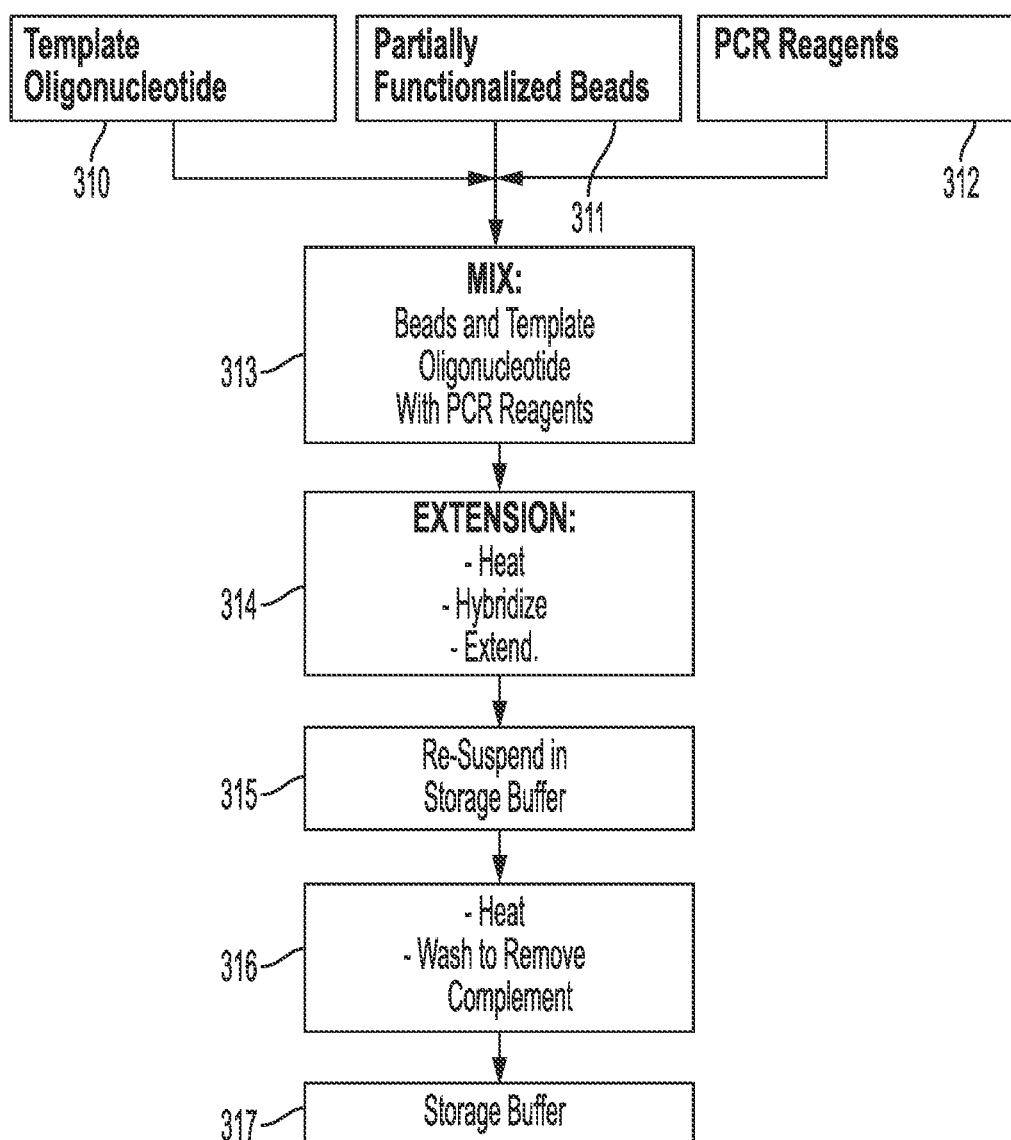 Template
Oligonucleotide
Partially
Functionalized Beads
PCR Reagents
310
311
312
MIX:
Beads and Template
Oligonucleotide
With PCR Reagents
313
EXTENSION:
- Heat
- Hybridize
- Extend.
314
Re-Suspend in
Storage Buffer
315
- Heat
- Wash to Remove
Complement
316
Storage Buffer
317